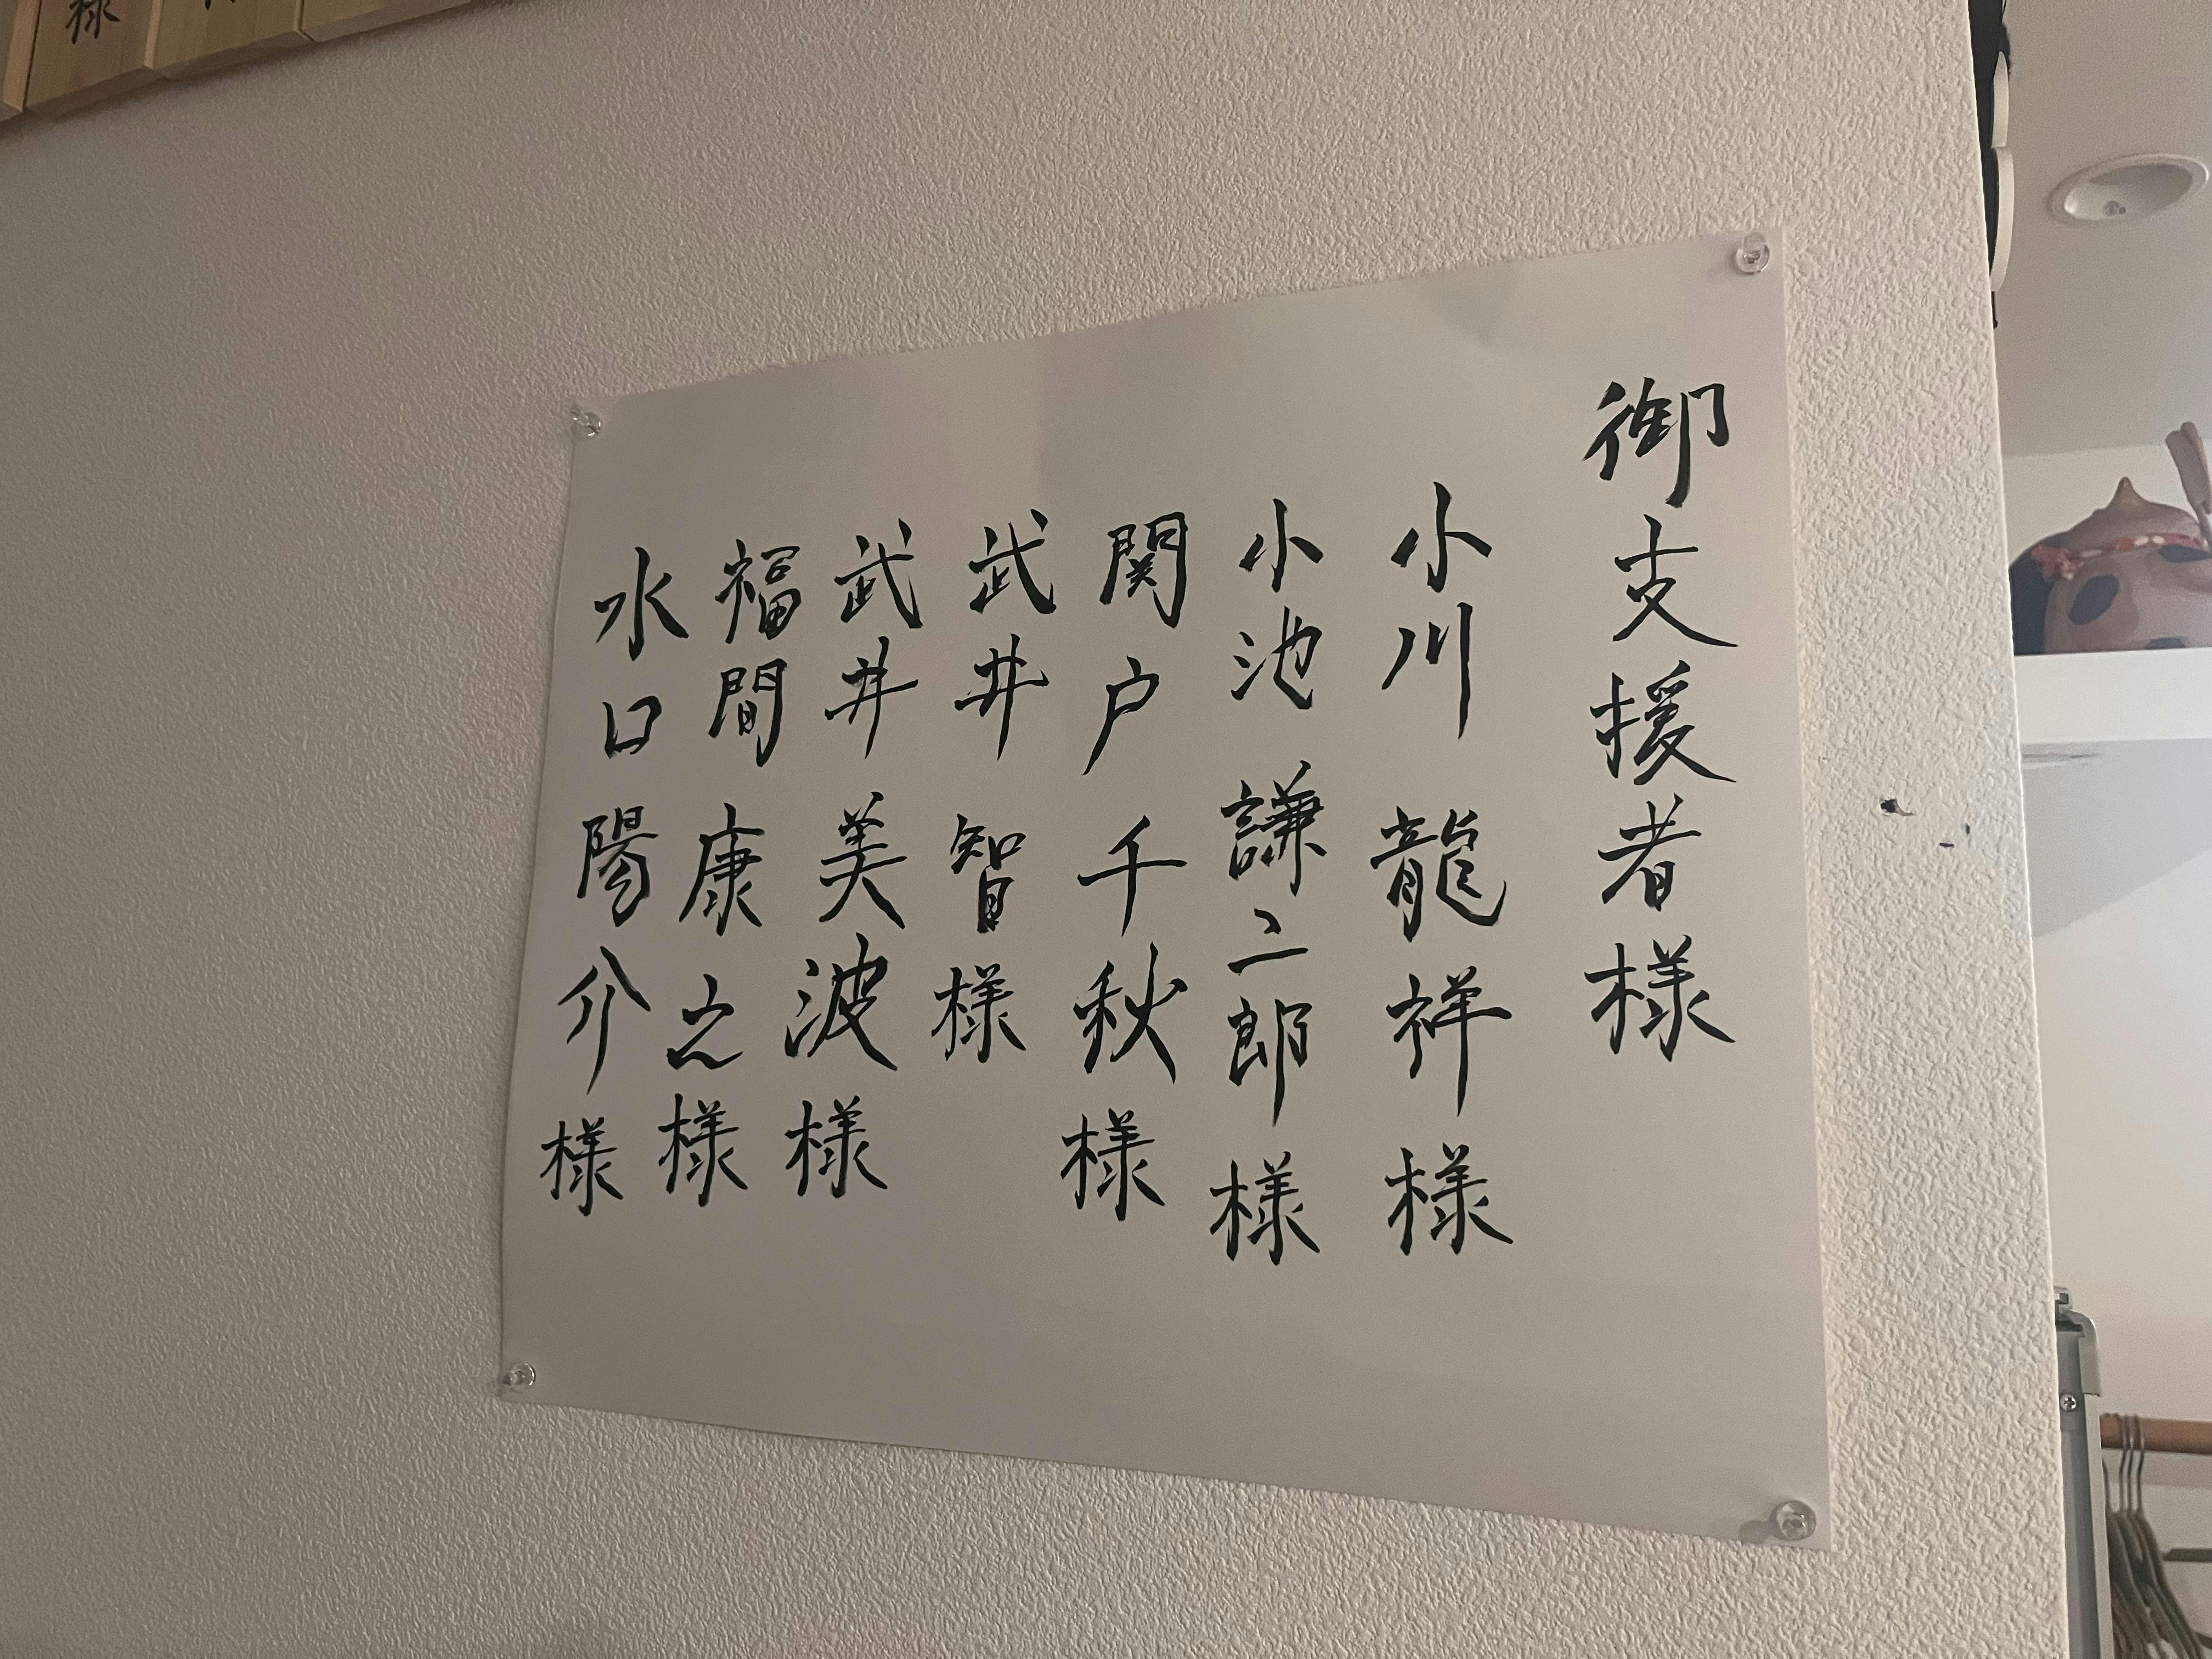 御支援者様
小川 龍祥 様
小池 謙二郎 様
関戸 千秋 様
武井 智 様
武井 美波 様
福間 康之 様
水口 陽介 様
様